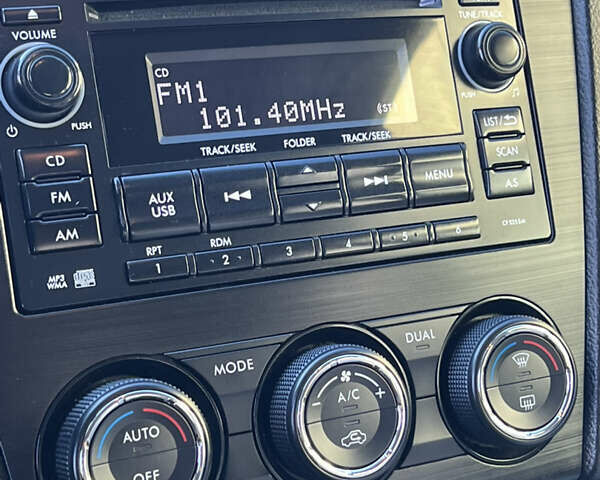 VOLUME
TUNE/TRACK
CD
FM1
101.40MHz
(ST)
PUSH
PUSH
TRACK/SEEK
FOLDER
TRACK/SEEK
LIST/
SCAN
A.S
CD
FM
AM
AUX
USB
MENU
RPT
RDM
1
2
3
4
5
6
MP3
WMA
MODE
DUAL
AUTO
OFF
A/C
- +